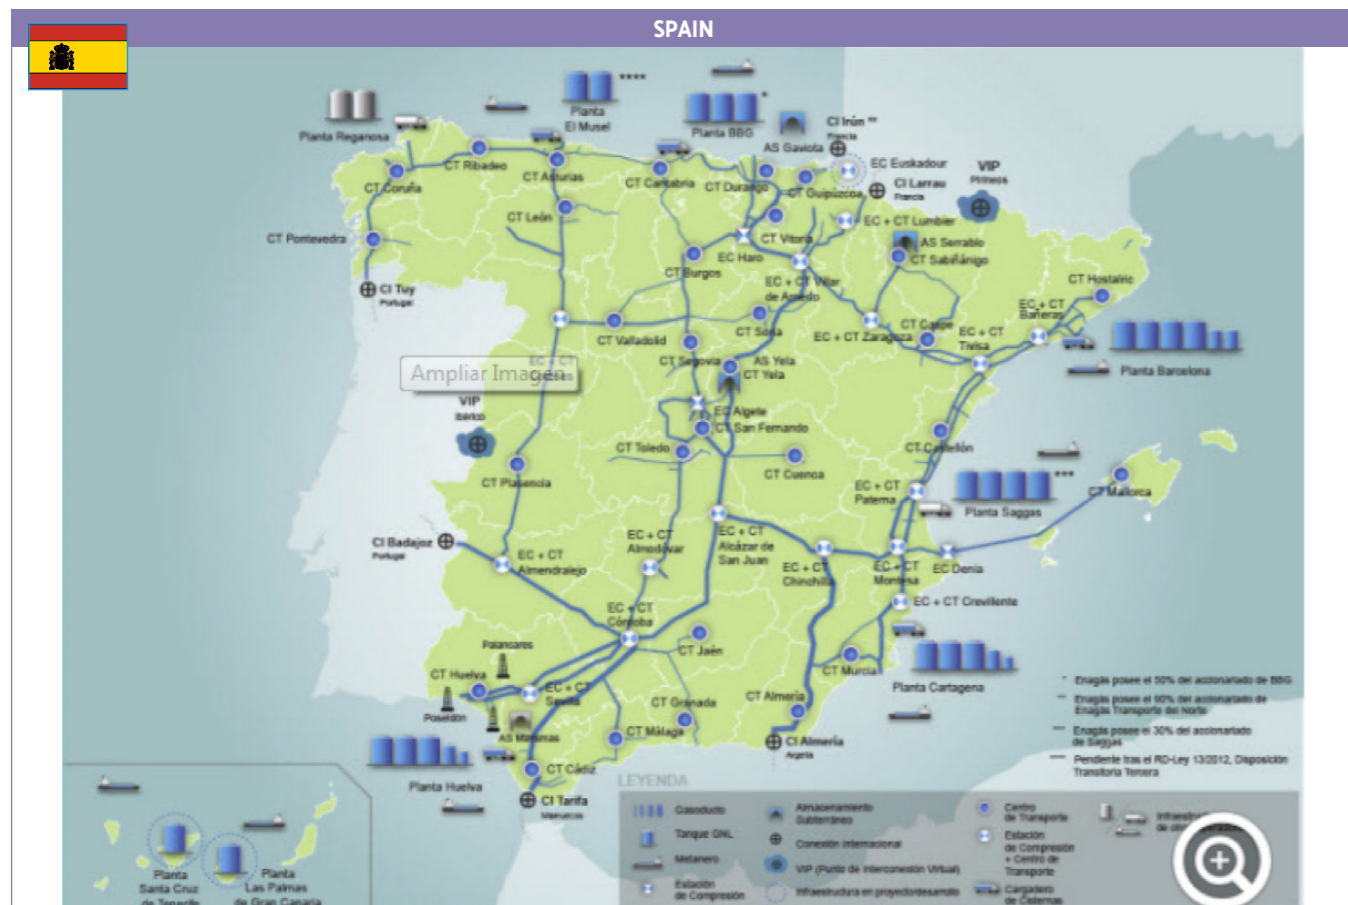 SPAIN
****
Planta
El Musel
*
Planta BBG
Planta Reganosa
CI Irún **
Francia
AS Gaviota
EC Euskadour
VIP
Pirineos
CT Ribadeo
CT Asturias
CT Cantabria
CT Durango
CT Guipúzcoa
CI Larrau
Francia
CT Coruña
CT León
EC + CT Lumbier
CT Pontevedra
CT Vitoria
AS Serrablo
EC Haro
CT Sabiñánigo
CT Burgos
CT Hostalric
CI Tuy
Portugal
EC + CT Vilar
de Arnedo
EC + CT
Bañeras
CT Soria
CT Caspe
EC + CT
Tivisa
CT Valladolid
EC + CT Zaragoza
CT Segovia
AS Yela
CT Yela
Planta Barcelona
EC + CT
Ampliar Imagen
VIP
Ibérico
EC Algete
CT San Fernando
CT Toledo
CT Castellón
CT Cuenca
CT Plasencia
EC + CT
Paterna
***
Planta Saggas
CT Mallorca
CI Badajoz
Portugal
EC + CT
Almendralejo
EC + CT
Almodóvar
EC + CT
Alcázar de
San Juan
EC + CT
Chinchilla
EC + CT
Montesa
EC Denia
EC + CT
Córdoba
EC + CT Crevillente
Palancares
CT Jaén
CT Huelva
CT Murcia
Planta Cartagena
EC + CT
Sevilla
Poseidón
CT Granada
CT Almería
AS Marismas
CT Málaga
CI Almería
Argelia
Planta Huelva
CT Cádiz
CI Tarifa
Marruecos
* Enagás posee el 50% del accionariado de BBG
** Enagás posee el 90% del accionariado de
Enagás Transporte del Norte
*** Enagás posee el 30% del accionariado
de Saggas
**** Pendiente tras el RD-Ley 13/2012, Disposición
Transitoria Tercera
Planta
Santa Cruz
de Tenerife
Planta
Las Palmas
de Gran Canaria
LEYENDA
Gasoducto
Tanque GNL
Metanero
Estación
de Compresión
Almacenamiento
Subterráneo
Conexión Internacional
VIP (Punto de Interconexión Virtual)
Infraestructura en proyecto/desarrollo
Centro
de Transporte
Estación
de Compresión
+ Centro de
Transporte
Cargadero
de Cisternas